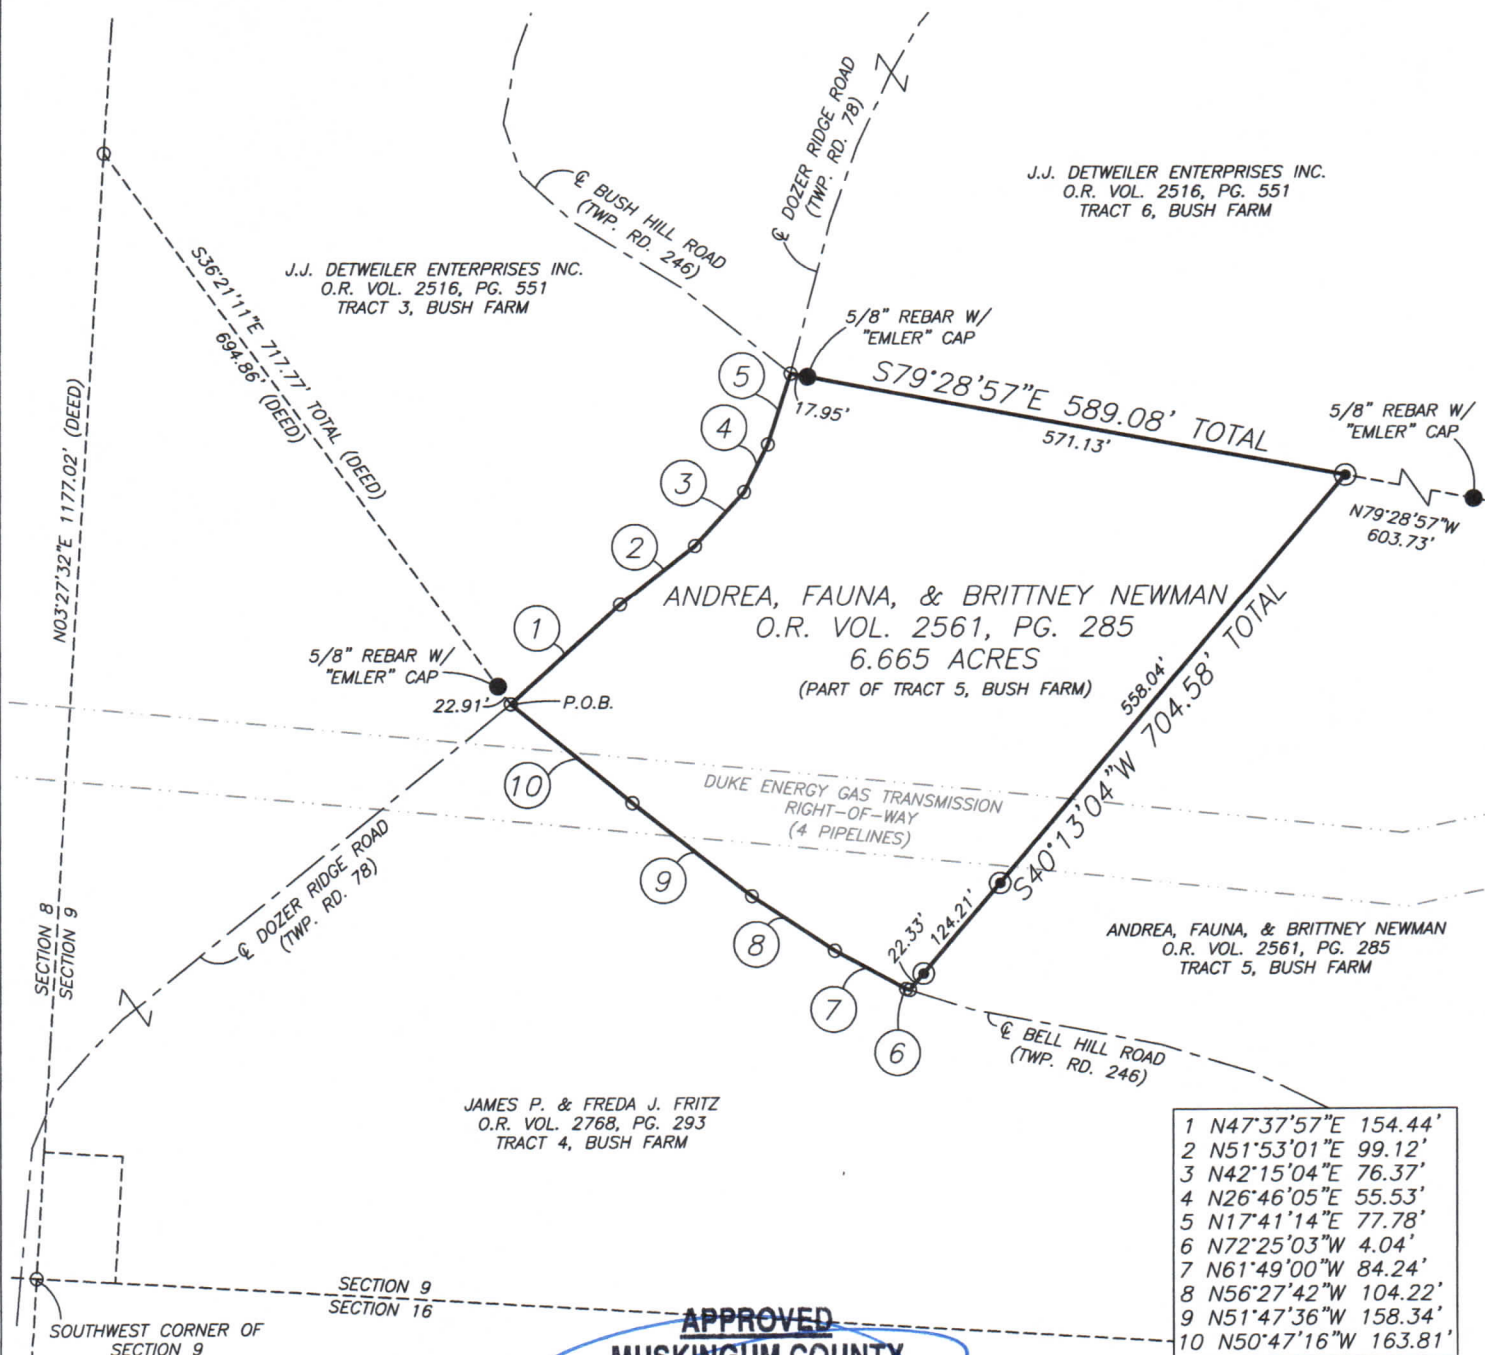 ℄ DOZER RIDGE ROAD
(TWP. RD. 78)
℄ BUSH HILL ROAD
(TWP. RD. 246)
J.J. DETWEILER ENTERPRISES INC.
O.R. VOL. 2516, PG. 551
TRACT 6, BUSH FARM
J.J. DETWEILER ENTERPRISES INC.
O.R. VOL. 2516, PG. 551
TRACT 3, BUSH FARM
S36°21'11"E 717.77' TOTAL (DEED)
694.86' (DEED)
N03°27'32"E 1177.02' (DEED)
5/8" REBAR W/
"EMLER" CAP
S79°28'57"E 589.08' TOTAL
17.95'
571.13'
5/8" REBAR W/
"EMLER" CAP
N79°28'57"W
603.73'
5
4
3
2
1
ANDREA, FAUNA, & BRITTNEY NEWMAN
O.R. VOL. 2561, PG. 285
6.665 ACRES
(PART OF TRACT 5, BUSH FARM)
5/8" REBAR W/
"EMLER" CAP
22.91'
P.O.B.
558.04'
S40°13'04"W 704.58' TOTAL
DUKE ENERGY GAS TRANSMISSION
RIGHT-OF-WAY
(4 PIPELINES)
10
9
8
7
6
22.33'
124.21'
℄ DOZER RIDGE ROAD
(TWP. RD. 78)
SECTION 8
SECTION 9
ANDREA, FAUNA, & BRITTNEY NEWMAN
O.R. VOL. 2561, PG. 285
TRACT 5, BUSH FARM
℄ BELL HILL ROAD
(TWP. RD. 246)
JAMES P. & FREDA J. FRITZ
O.R. VOL. 2768, PG. 293
TRACT 4, BUSH FARM
1 N47°37'57"E 154.44'
2 N51°53'01"E 99.12'
3 N42°15'04"E 76.37'
4 N26°46'05"E 55.53'
5 N17°41'14"E 77.78'
6 N72°25'03"W 4.04'
7 N61°49'00"W 84.24'
8 N56°27'42"W 104.22'
9 N51°47'36"W 158.34'
10 N50°47'16"W 163.81'
SECTION 9
SECTION 16
SOUTHWEST CORNER OF
SECTION 9
APPROVED
MUSKINGUM COUNTY